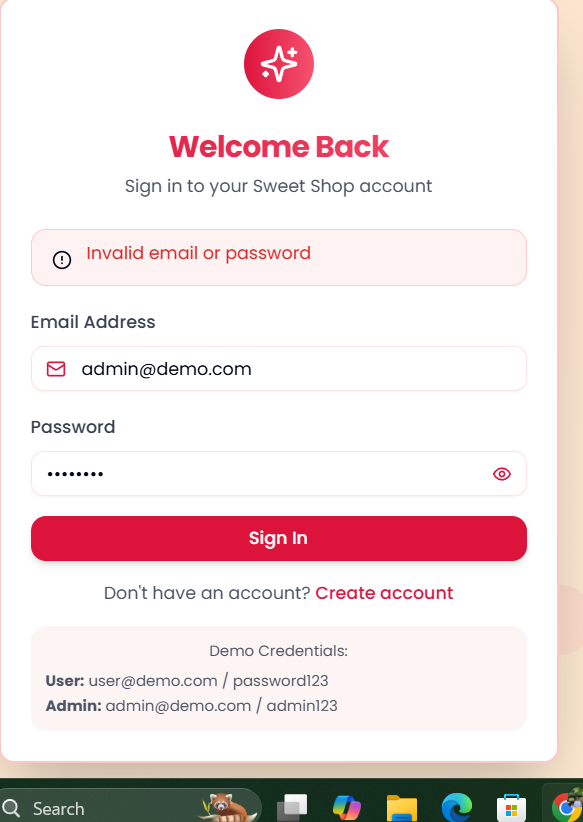 Welcome Back
Sign in to your Sweet Shop account
Invalid email or password
Email Address
admin@demo.com
Password
••••••••
Sign In
Don't have an account? Create account
Demo Credentials:
User: user@demo.com / password123
Admin: admin@demo.com / admin123
Search